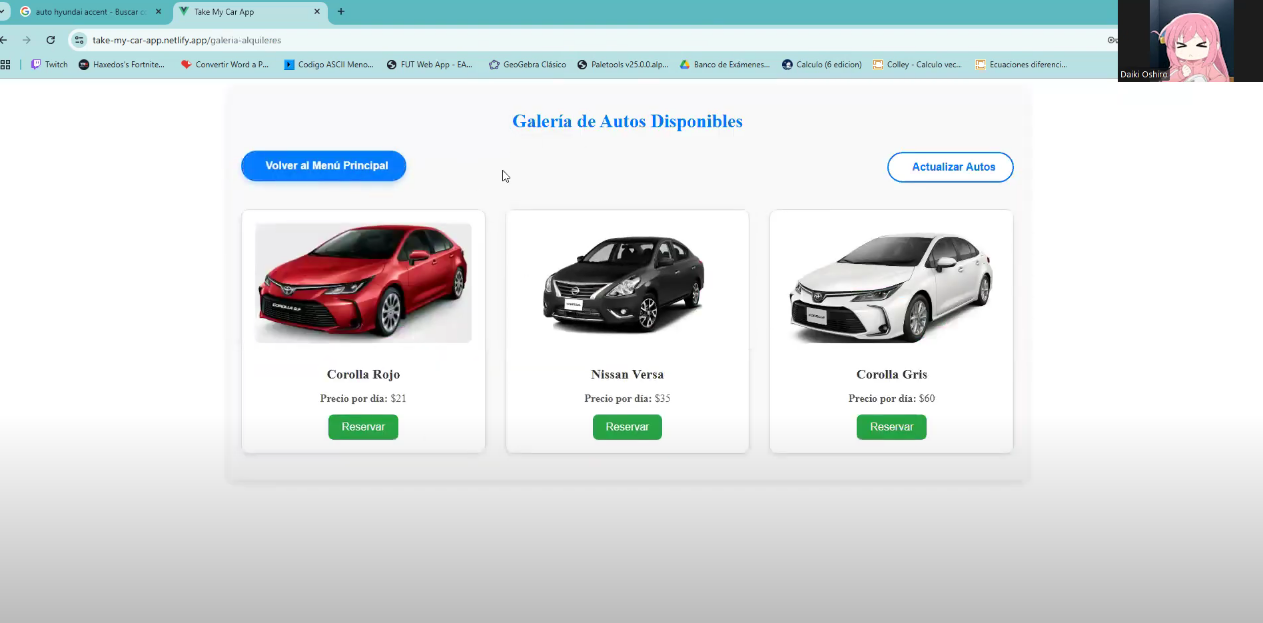 auto hyundai accent - Buscar c
Take My Car App
take-my-car-app.netlify.app/galeria-alquileres
Twitch
Haxedos's Fortnite...
Convertir Word a P...
Codigo ASCII Meno...
FUT Web App - EA...
GeoGebra Clásico
Paletools v25.0.0.alp...
Banco de Exámenes...
Calculo (6 edicion)
Colley - Calculo vec...
Ecuaciones diferenci...
Daiki Oshiro
Galería de Autos Disponibles
Volver al Menú Principal
Actualizar Autos
Corolla Rojo
Precio por día: $21
Reservar
Nissan Versa
Precio por día: $35
Reservar
Corolla Gris
Precio por día: $60
Reservar